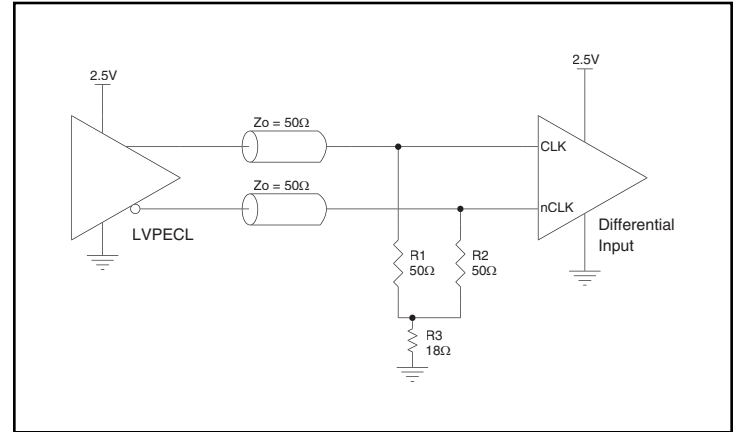 2.5V
2.5V
Zo = 50Ω
CLK
Zo = 50Ω
nCLK
LVPECL
Differential
Input
R1
50Ω
R2
50Ω
R3
18Ω